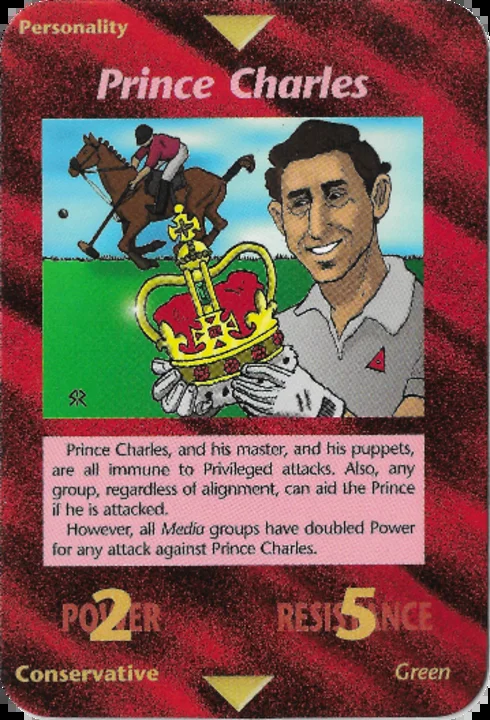 Personality
Prince Charles
SR
Prince Charles, and his master, and his puppets,
are all immune to Privileged attacks. Also, any
group, regardless of alignment, can aid the Prince
if he is attacked.
However, all Media groups have doubled Power
for any attack against Prince Charles.
POWER 2
RESISTANCE 5
Conservative
Green